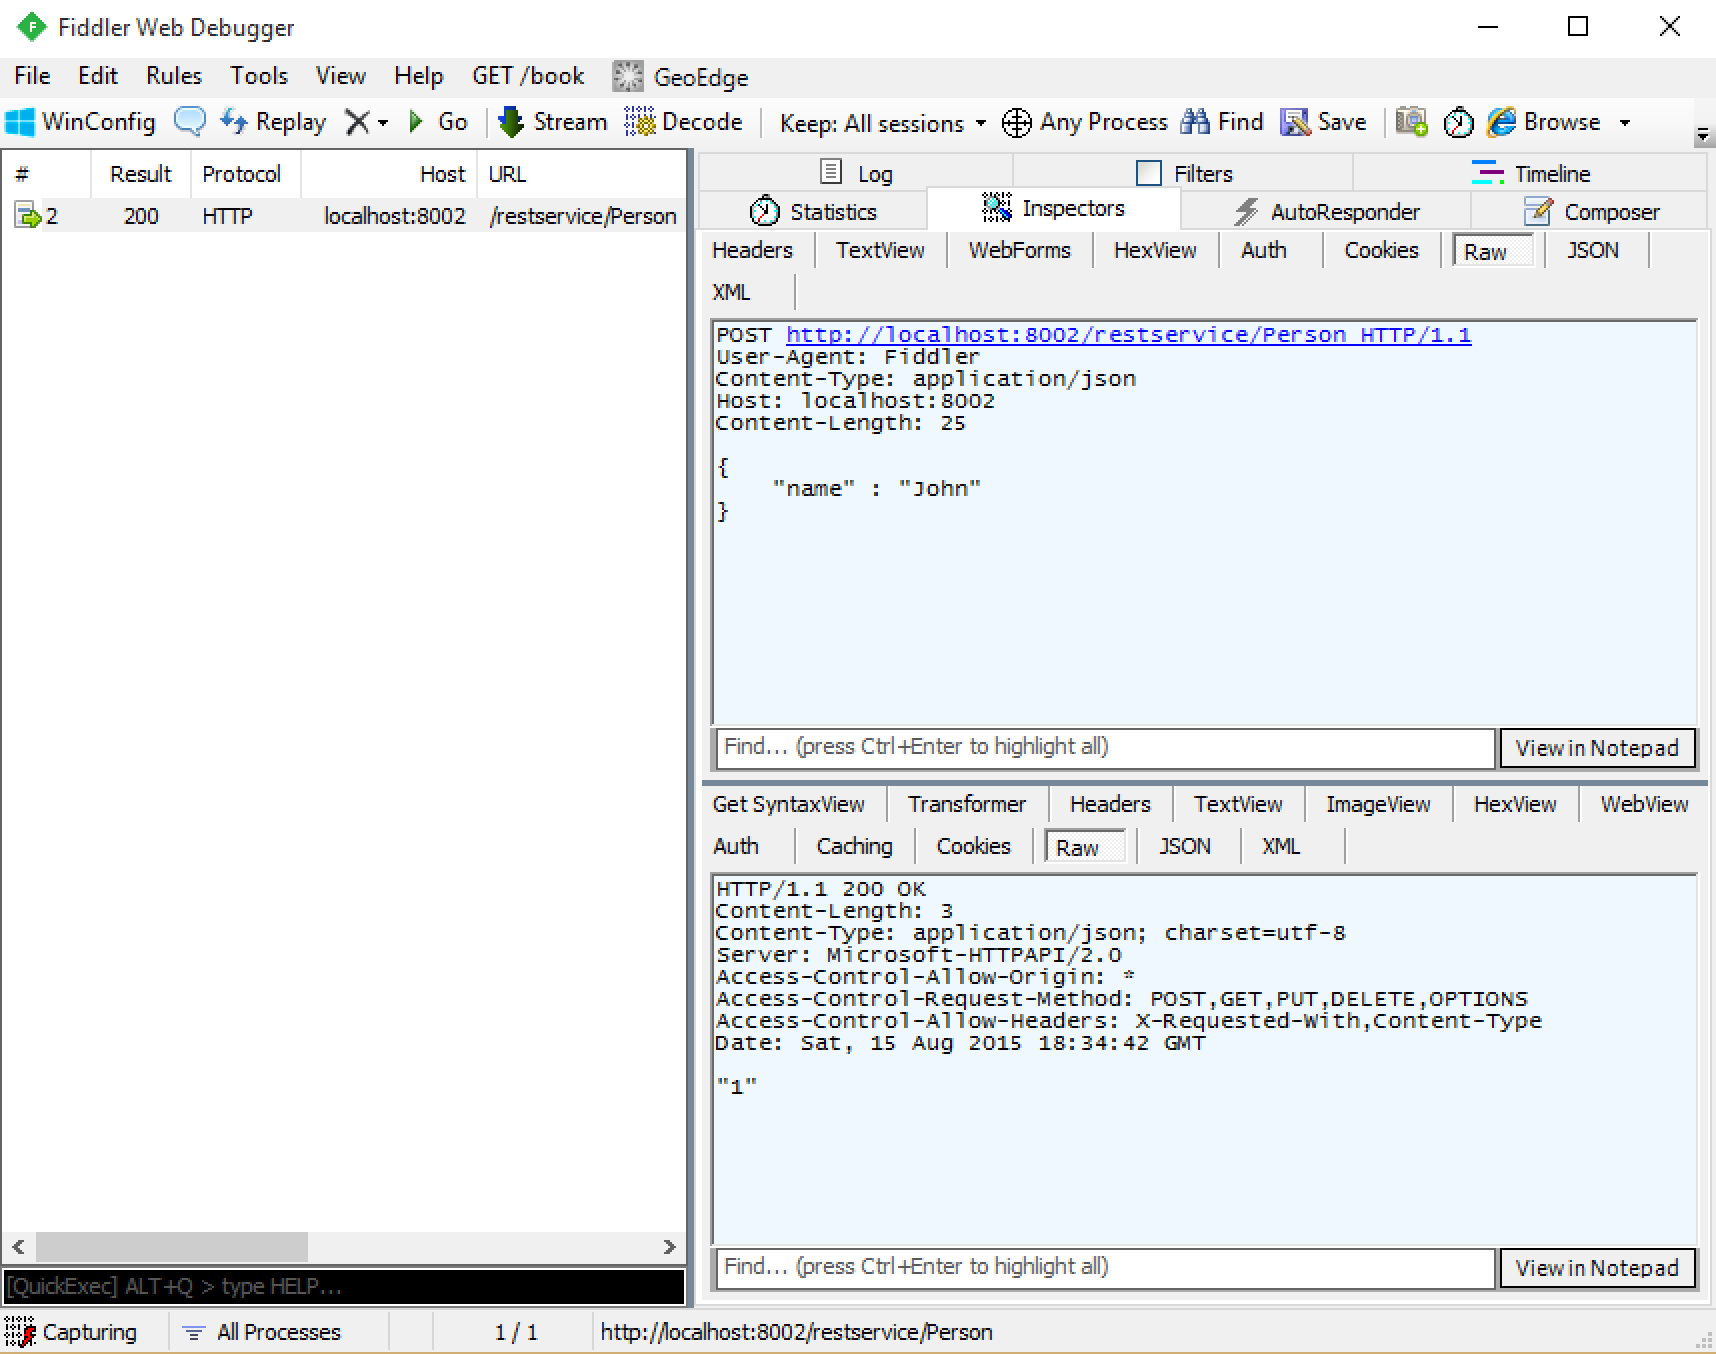 Fiddler Web Debugger
File Edit Rules Tools View Help GET /book GeoEdge
WinConfig Replay Go Stream Decode Keep: All sessions Any Process Find Save Browse
# Result Protocol Host URL
2 200 HTTP localhost:8002 /restservice/Person
Log Filters Timeline
Statistics Inspectors AutoResponder Composer
Headers TextView WebForms HexView Auth Cookies Raw JSON
XML
POST http://localhost:8002/restservice/Person HTTP/1.1
User-Agent: Fiddler
Content-Type: application/json
Host: localhost:8002
Content-Length: 25
{
"name" : "John"
}
Find... (press Ctrl+Enter to highlight all) View in Notepad
Get SyntaxView Transformer Headers TextView ImageView HexView WebView
Auth Caching Cookies Raw JSON XML
HTTP/1.1 200 OK
Content-Length: 3
Content-Type: application/json; charset=utf-8
Server: Microsoft-HTTPAPI/2.0
Access-Control-Allow-Origin: *
Access-Control-Request-Method: POST,GET,PUT,DELETE,OPTIONS
Access-Control-Allow-Headers: X-Requested-With,Content-Type
Date: Sat, 15 Aug 2015 18:34:42 GMT
"1"
Find... (press Ctrl+Enter to highlight all) View in Notepad
[QuickExec] ALT+Q > type HELP...
Capturing All Processes 1 / 1 http://localhost:8002/restservice/Person